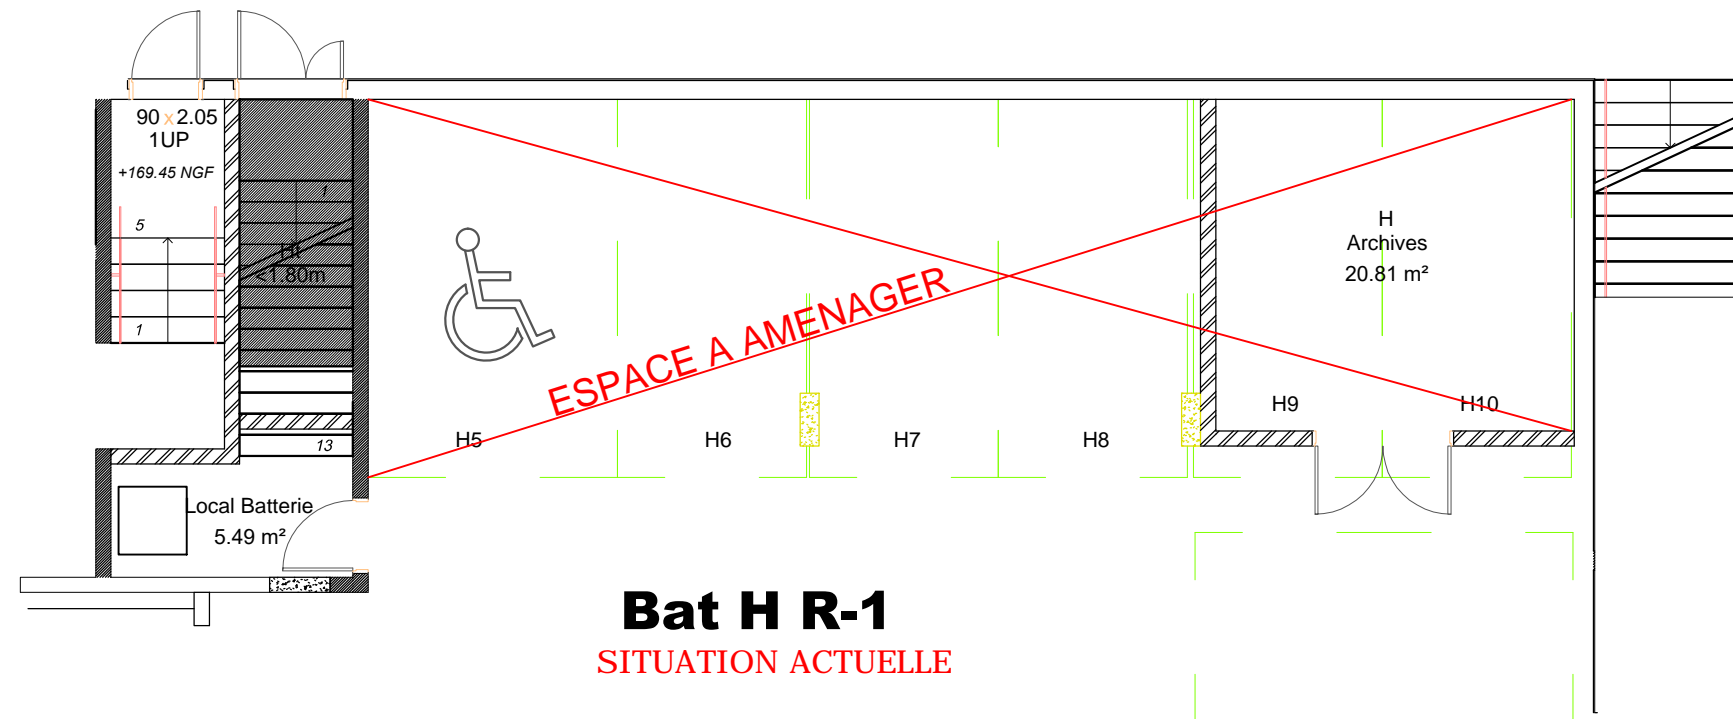 90 x 2.05
1UP
+169.45 NGF
5
1
1
Ht
<1.80m
13
ESPACE A AMENAGER
H
Archives
20.81 m²
H5
H6
H7
H8
H9
H10
Local Batterie
5.49 m²
Bat H R-1
SITUATION ACTUELLE